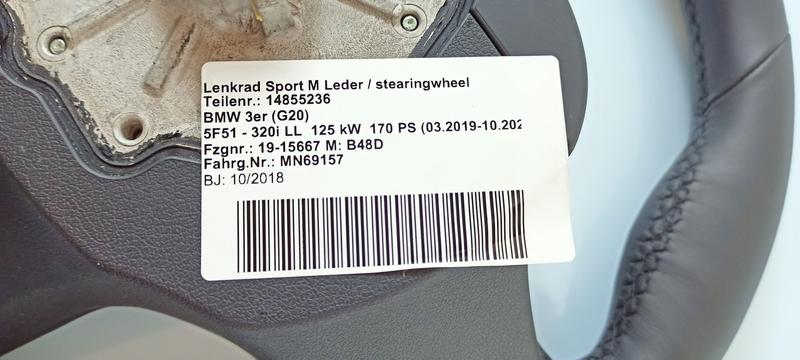 Lenkrad Sport M Leder / stearingwheel
Teilenr.: 14855236
BMW 3er (G20)
5F51 - 320i LL 125 kW 170 PS (03.2019-10.202
Fzgnr.: 19-15667 M: B48D
Fahrg.Nr.: MN69157
BJ: 10/2018